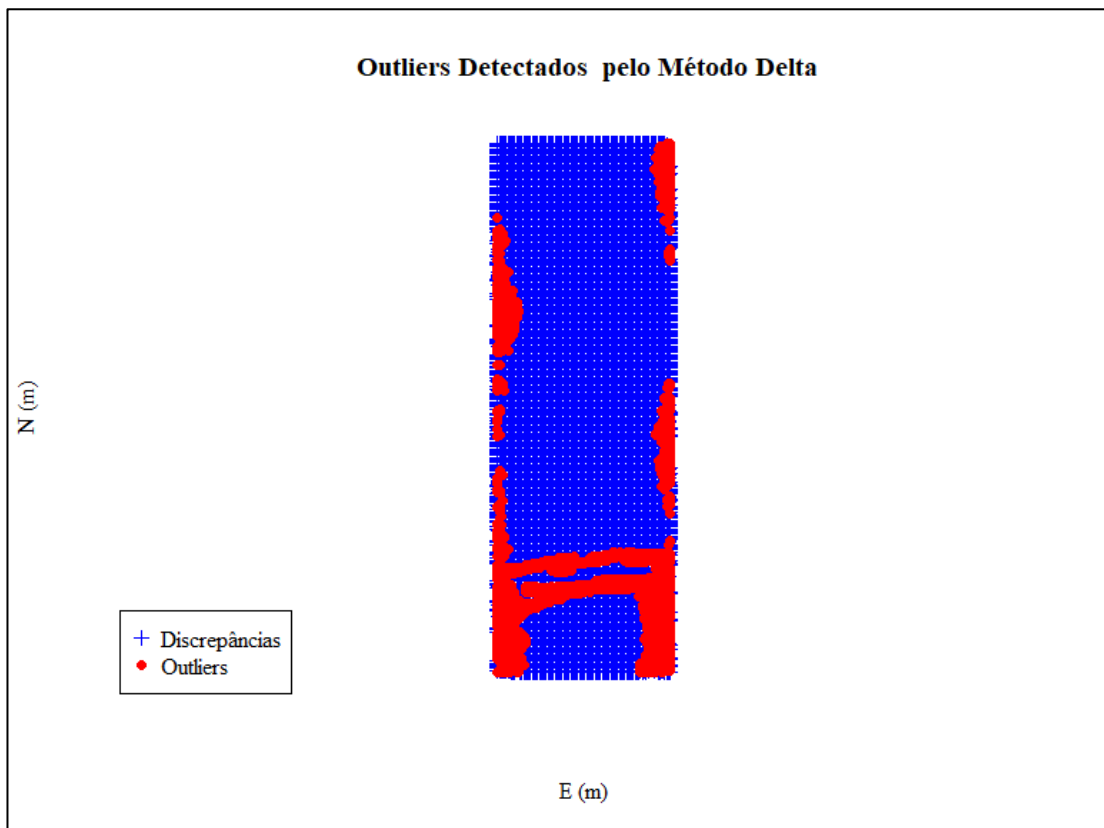 Outliers Detectados pelo Método Delta
N (m)
Discrepâncias
Outliers
E (m)